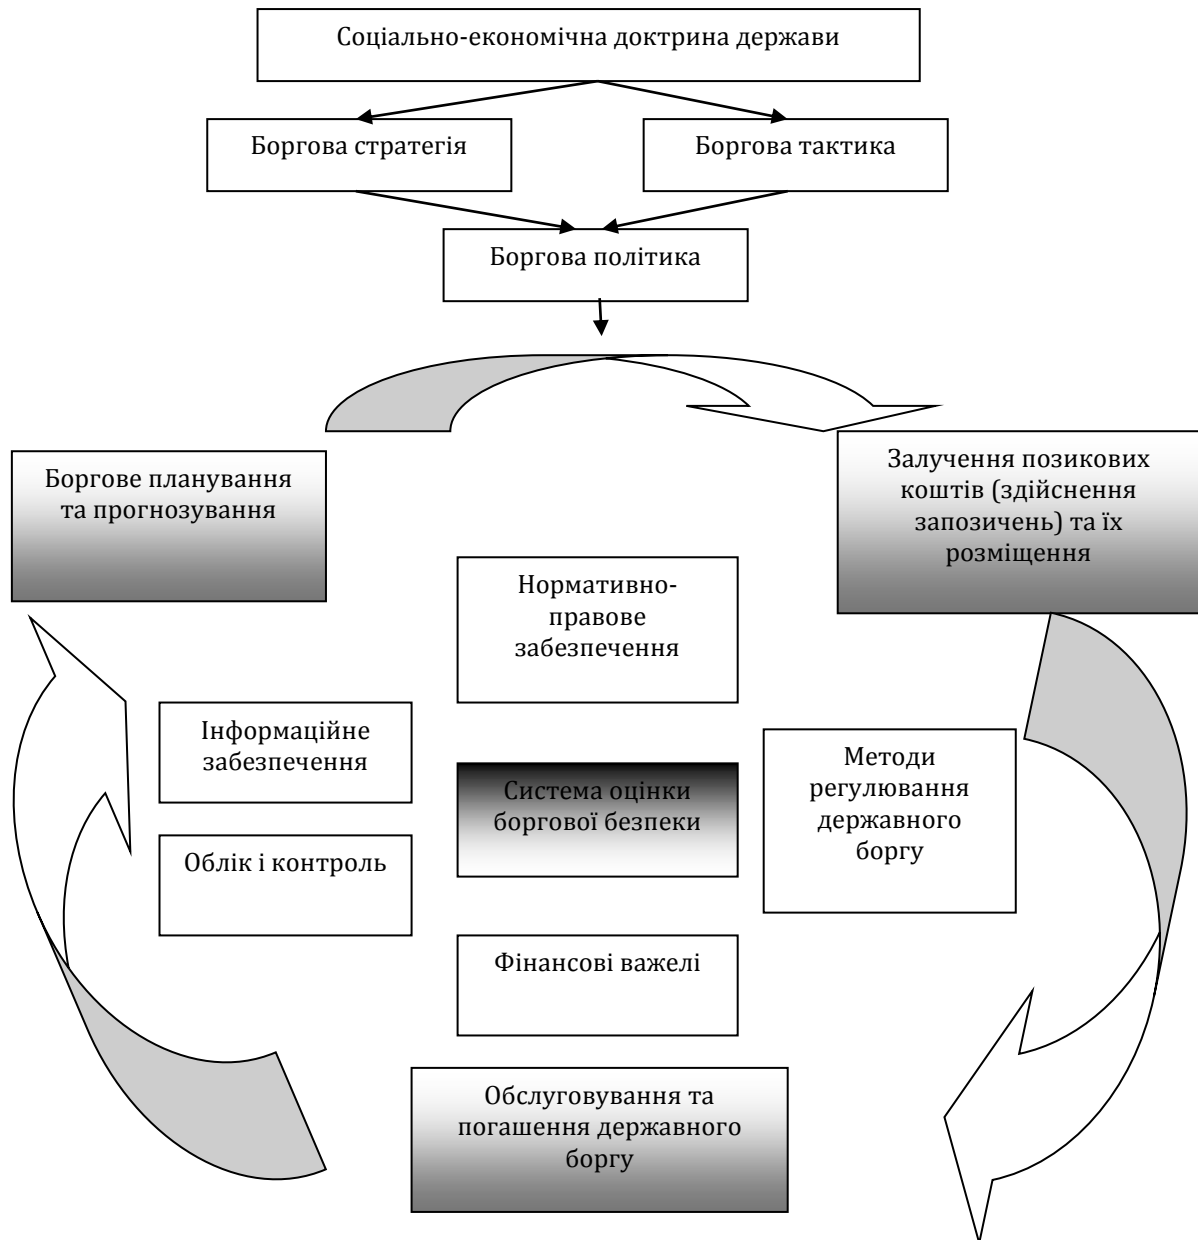 Соціально-економічна доктрина держави
Боргова стратегія
Боргова тактика
Боргова політика
Боргове планування
та прогнозування
Залучення позикових
коштів (здійснення
запозичень) та їх
розміщення
Нормативно-
правове
забезпечення
Інформаційне
забезпечення
Система оцінки
боргової безпеки
Методи
регулювання
державного
боргу
Облік і контроль
Фінансові важелі
Обслуговування та
погашення державного
боргу